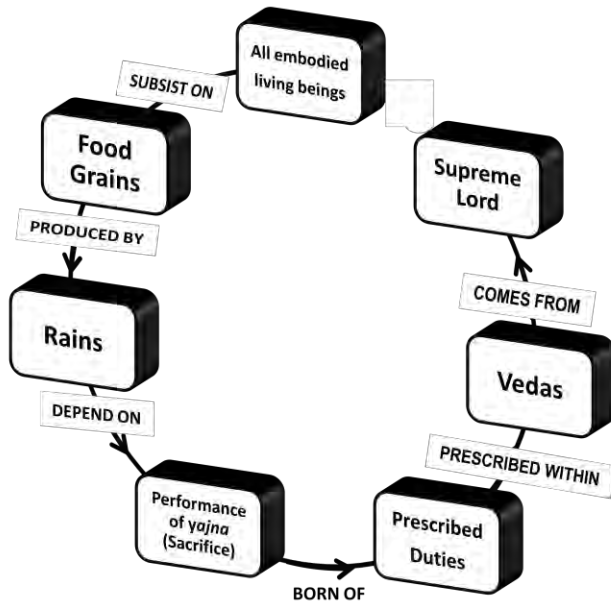 All embodied
living beings
SUBSIST ON
Food
Grains
PRODUCED BY
Rains
DEPEND ON
Performance
of yajna
(Sacrifice)
BORN OF
Prescribed
Duties
PRESCRIBED WITHIN
Vedas
COMES FROM
Supreme
Lord